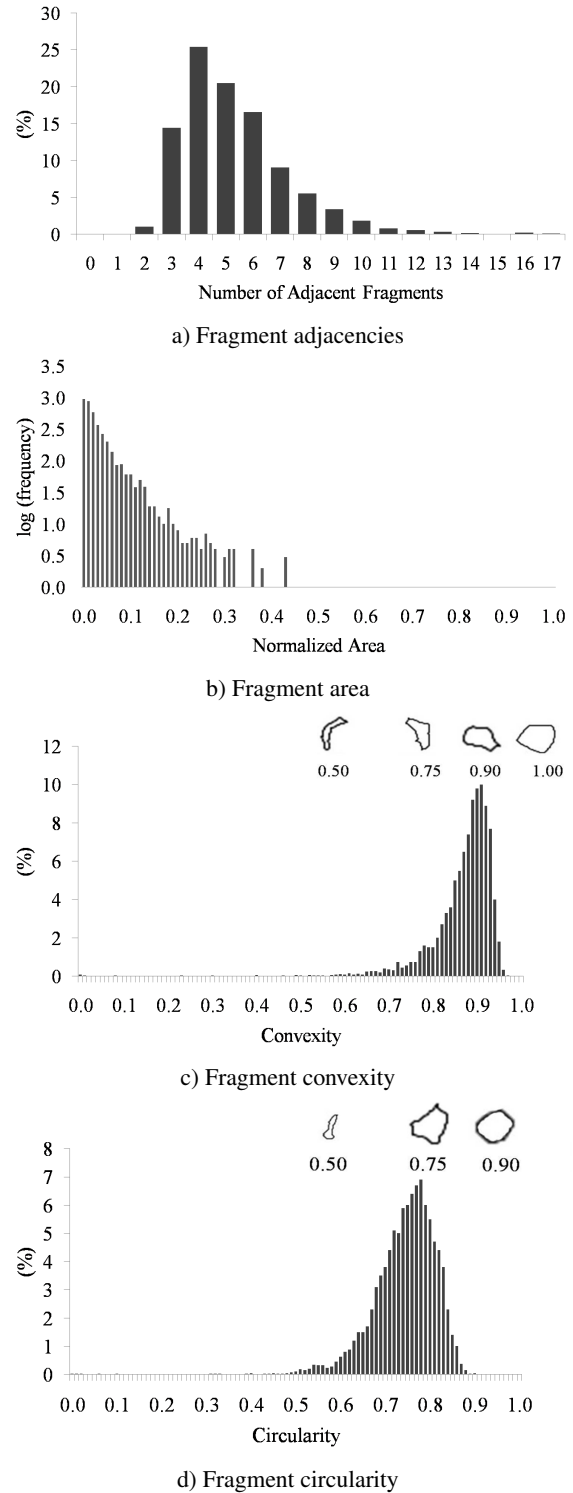 30
25
20
15
10
5
0
(%)
0 1 2 3 4 5 6 7 8 9 10 11 12 13 14 15 16 17
Number of Adjacent Fragments
a) Fragment adjacencies
3.5
3.0
2.5
2.0
1.5
1.0
0.5
0.0
log (frequency)
0.0 0.1 0.2 0.3 0.4 0.5 0.6 0.7 0.8 0.9 1.0
Normalized Area
b) Fragment area
0.50 0.75 0.90 1.00
12
10
8
6
4
2
0
(%)
0.0 0.1 0.2 0.3 0.4 0.5 0.6 0.7 0.8 0.9 1.0
Convexity
c) Fragment convexity
0.50 0.75 0.90
8
7
6
5
4
3
2
1
0
(%)
0.0 0.1 0.2 0.3 0.4 0.5 0.6 0.7 0.8 0.9 1.0
Circularity
d) Fragment circularity